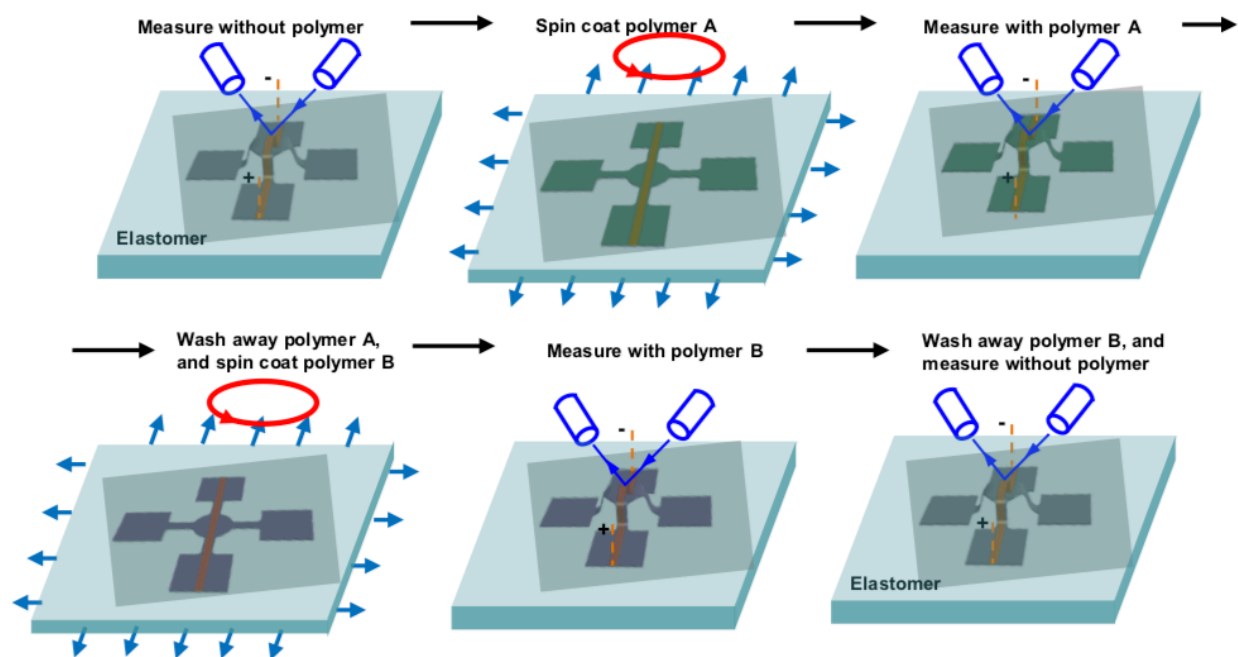 Measure without polymer
Spin coat polymer A
Measure with polymer A
-
-
+
+
Elastomer
Wash away polymer A,
and spin coat polymer B
Measure with polymer B
Wash away polymer B, and
measure without polymer
-
-
+
+
Elastomer